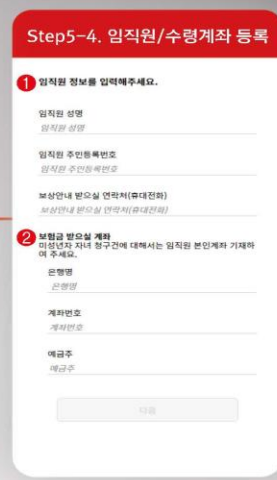 Step5-4. 임직원/수령계좌 등록
1 임직원 정보를 입력해주세요.
임직원 성명
임직원 성명
임직원 주민등록번호
임직원 주민등록번호
보상안내 받으실 연락처(휴대전화)
보상안내 받으실 연락처(휴대전화)
2 보험금 받으실 계좌
미성년자 자녀 청구건에 대해서는 임직원 본인계좌 기재하
여 주세요.
은행명
은행명
계좌번호
계좌번호
예금주
예금주
다음